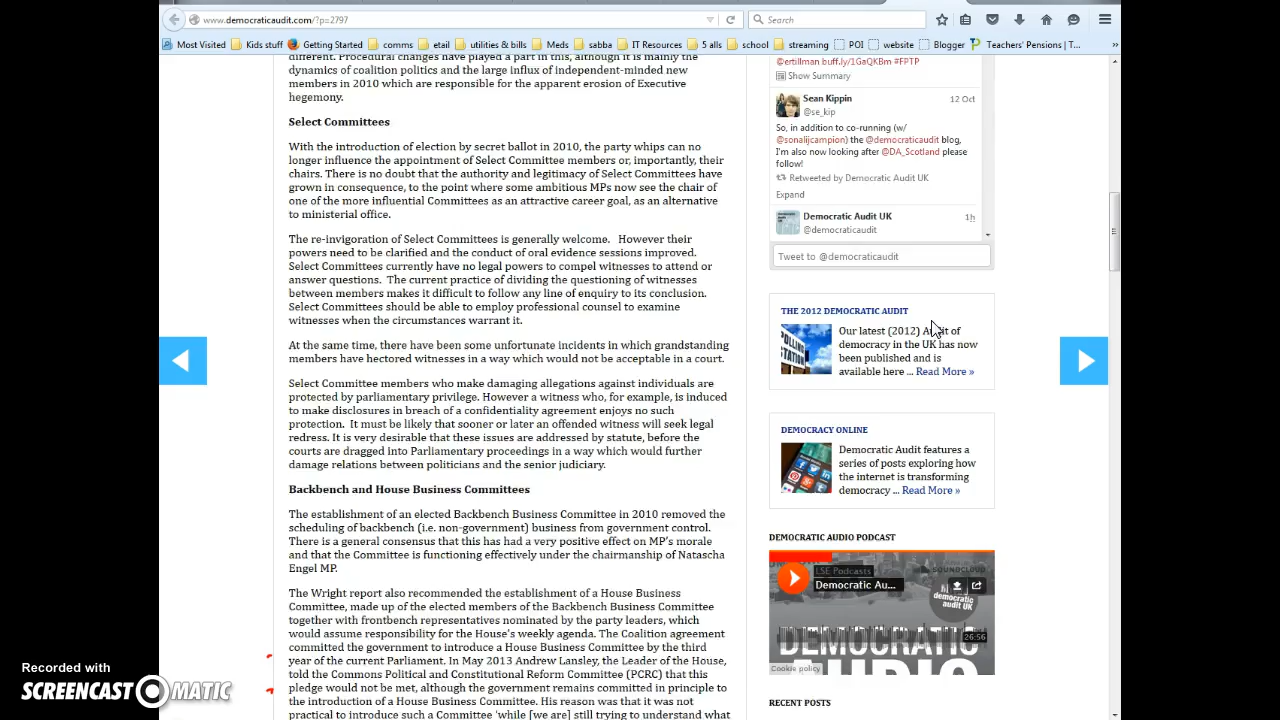 www.democraticaudit.com/?p=2797
Search
Most Visited Kids stuff Getting Started comms etail utilities & bills Meds sabba IT Resources 5 alls school streaming POI website Blogger Teachers' Pensions | T... »
different. Procedural changes have played a part in this, although it is mainly the
dynamics of coalition politics and the large influx of independent-minded new
members in 2010 which are responsible for the apparent erosion of Executive
hegemony.
Select Committees
With the introduction of election by secret ballot in 2010, the party whips can no
longer influence the appointment of Select Committee members or, importantly, their
chairs. There is no doubt that the authority and legitimacy of Select Committees have
grown in consequence, to the point where some ambitious MPs now see the chair of
one of the more influential Committees as an attractive career goal, as an alternative
to ministerial office.
The re-invigoration of Select Committees is generally welcome. However their
powers need to be clarified and the conduct of oral evidence sessions improved.
Select Committees currently have no legal powers to compel witnesses to attend or
answer questions. The current practice of dividing the questioning of witnesses
between members makes it difficult to follow any line of enquiry to its conclusion.
Select Committees should be able to employ professional counsel to examine
witnesses when the circumstances warrant it.
At the same time, there have been some unfortunate incidents in which grandstanding
members have hectored witnesses in a way which would not be acceptable in a court.
Select Committee members who make damaging allegations against individuals are
protected by parliamentary privilege. However a witness who, for example, is induced
to make disclosures in breach of a confidentiality agreement enjoys no such
protection. It must be likely that sooner or later an offended witness will seek legal
redress. It is very desirable that these issues are addressed by statute, before the
courts are dragged into Parliamentary proceedings in a way which would further
damage relations between politicians and the senior judiciary.
Backbench and House Business Committees
The establishment of an elected Backbench Business Committee in 2010 removed the
scheduling of backbench (i.e. non-government) business from government control.
There is a general consensus that this has had a very positive effect on MP's morale
and that the Committee is functioning effectively under the chairmanship of Natascha
Engel MP.
The Wright report also recommended the establishment of a House Business
Committee, made up of the elected members of the Backbench Business Committee
together with frontbench representatives nominated by the party leaders, which
would assume responsibility for the House's weekly agenda. The Coalition agreement
committed the government to introduce a House Business Committee by the third
year of the current Parliament. In May 2013 Andrew Lansley, the Leader of the House,
told the Commons Political and Constitutional Reform Committee (PCRC) that this
pledge would not be met, although the government remains committed in principle to
the introduction of a House Business Committee. His reason was that it was not
practical to introduce such a Committee 'while [we are] still trying to understand what
@ertillman buff.ly/1GaQKBm #FPTP
Show Summary
Sean Kippin 12 Oct
@se_kip
So, in addition to co-running (w/
@sonalijcampion) the @democraticaudit blog,
I'm also now looking after @DA_Scotland please
follow!
Retweeted by Democratic Audit UK
Expand
Democratic Audit UK 1h
@democraticaudit
Tweet to @democraticaudit
THE 2012 DEMOCRATIC AUDIT
POLLING
STATION
Our latest (2012) Audit of
democracy in the UK has now
been published and is
available here ... Read More »
DEMOCRACY ONLINE
Democratic Audit features a
series of posts exploring how
the internet is transforming
democracy ... Read More »
DEMOCRATIC AUDIO PODCAST
LSE Podcasts
Democratic Au...
SOUNDCLOUD
democratic
audit UK
26:56
DEMOCRATIC
AUDIO
Cookie policy
RECENT POSTS
Recorded with
SCREENCAST-O-MATIC